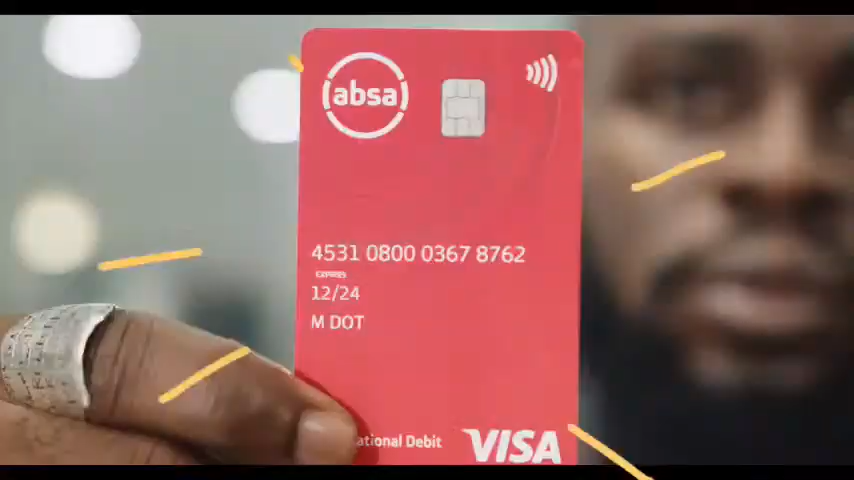 absa
4531 0800 0367 8762
EXPIRES
12/24
M DOT
Debit
VISA